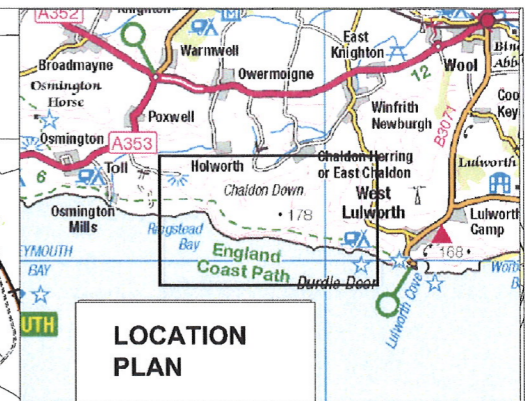 A352
Knighton
Warnwell
East
Knighton
Broadmayne
Owermoigne
12
Wool
Osmington
Horse
Winfrith
Newburgh
Poxwell
B3071
Osmington
A353
Toll
Holworth
Chaldon Herring
or East Chaldon
Lulworth
6
Chaldon Down
West
Lulworth
178
Osmington
Mills
Ringstead
Bay
Lulworth
Camp
England
Coast Path
168
EYMOUTH
BAY
Durdle Door
Lulworth Cove
UTH
LOCATION
PLAN